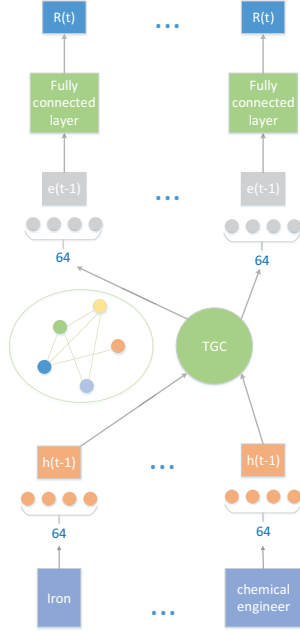 R(t) ... R(t)
Fully
connected
layer
Fully
connected
layer
e(t-1) ... e(t-1)
64 64
TGC
h(t-1) ... h(t-1)
64 64
Iron ... chemical
engineer